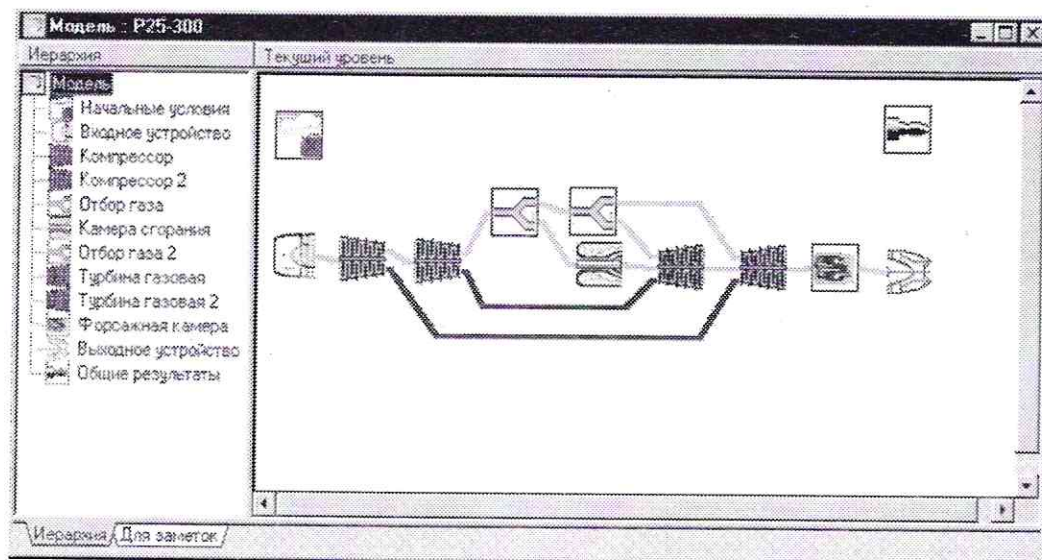 Модель : Р25-300
Иерархия
Текущий уровень
Модель
Начальные условия
Входное устройство
Компрессор
Компрессор 2
Отбор газа
Камера сгорания
Отбор газа 2
Турбина газовая
Турбина газовая 2
Форсажная камера
Выходное устройство
Общие результаты
Иерархия
Для заметок